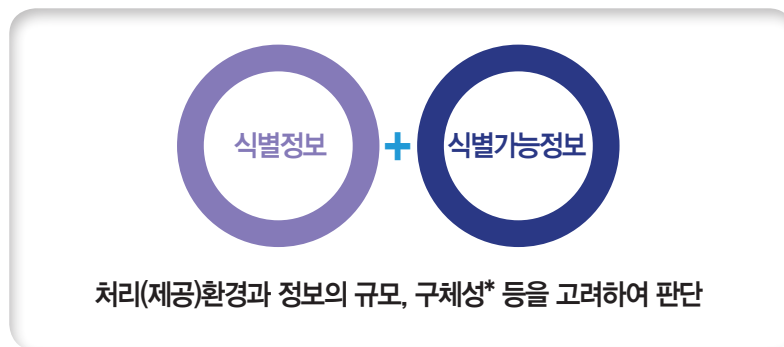 식별정보 + 식별가능정보
처리(제공)환경과 정보의 규모, 구체성* 등을 고려하여 판단